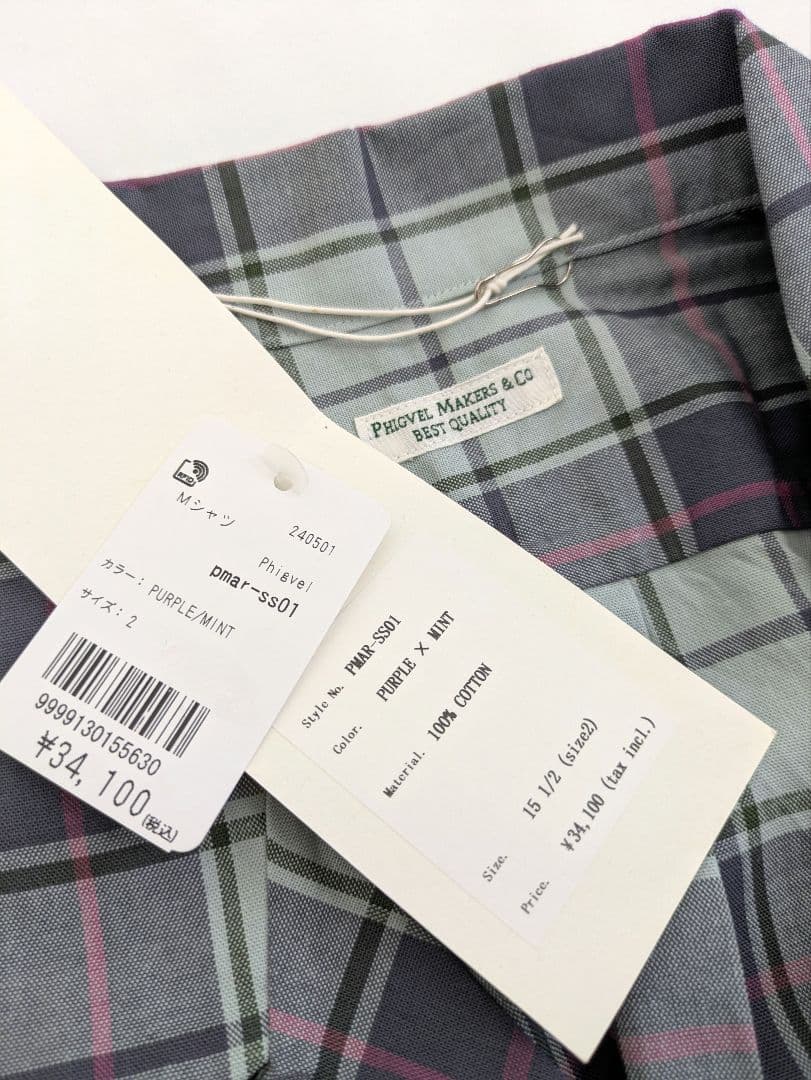 PHIGVEL MAKERS & CO
BEST QUALITY
RFID
Mシャツ
240501
Phigvel
pmar-ss01
カラー: PURPLE/MINT
サイズ: 2
9999130155630
¥34,100
(税込)
Style No. PMAR-SS01
Color. PURPLE × MINT
Material. 100% COTTON
Size. 15 1/2 (size2)
Price. ¥34,100 (tax incl.)